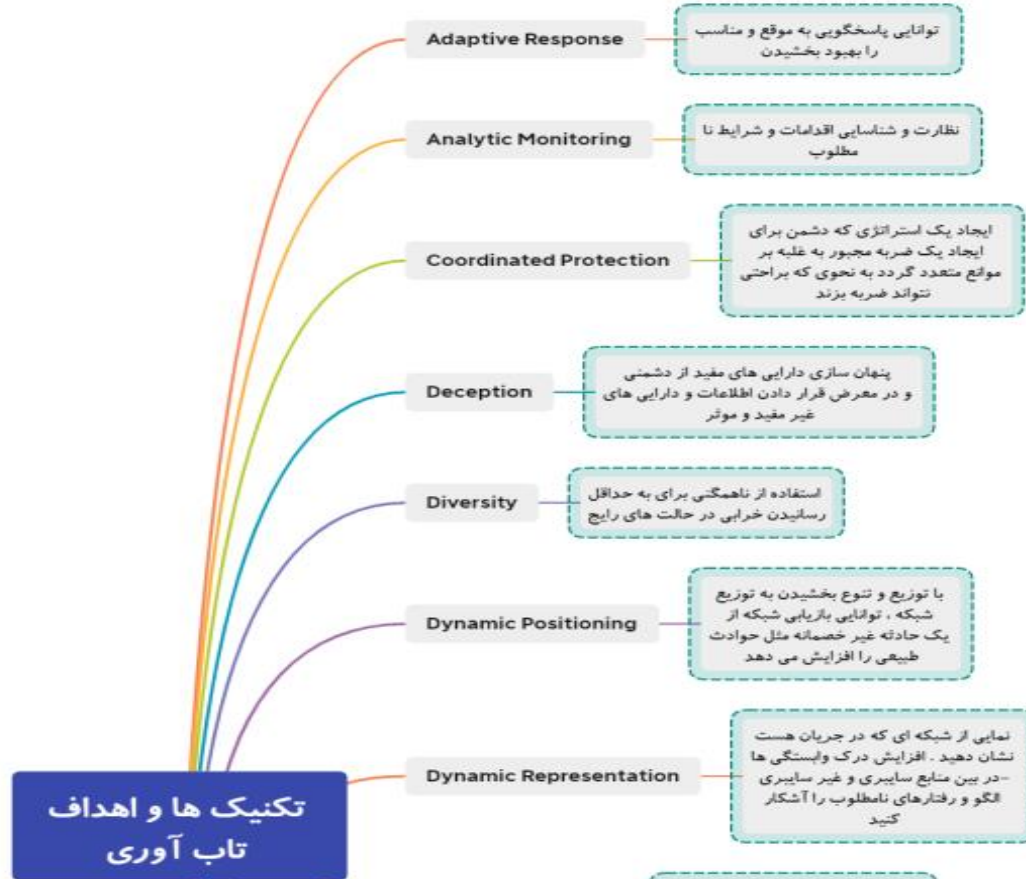 Adaptive Response
توانایی پاسخگویی به موقع و مناسب
را بهبود بخشیدن
Analytic Monitoring
نظارت و شناسایی اقدامات و شرایط نا
مطلوب
Coordinated Protection
ایجاد یک استراتژی که دشمن برای
ایجاد یک ضربه مجبور به غلبه بر
موانع متعدد گردد به نحوی که براحتی
نتواند ضربه بزند
Deception
پنهان سازی دارایی های مفید از دشمنی
و در معرض قرار دادن اطلاعات و دارایی های
غیر مفید و موثر
Diversity
استفاده از ناهمگنی برای به حداقل
رسانیدن خرابی در حالت های رایج
Dynamic Positioning
با توزیع و تنوع بخشیدن به توزیع
شبکه ، توانایی بازیابی شبکه از
یک حادثه غیر خصمانه مثل حوادث
طبیعی را افزایش می دهد
Dynamic Representation
نمایی از شبکه ای که در جریان هست
نشان دهید . افزایش درک وابستگی ها
در بین منابع سایبری و غیر سایبری-
الگو و رفتارهای نامطلوب را آشکار
کنید
تکنیک ها و اهداف
تاب آوری